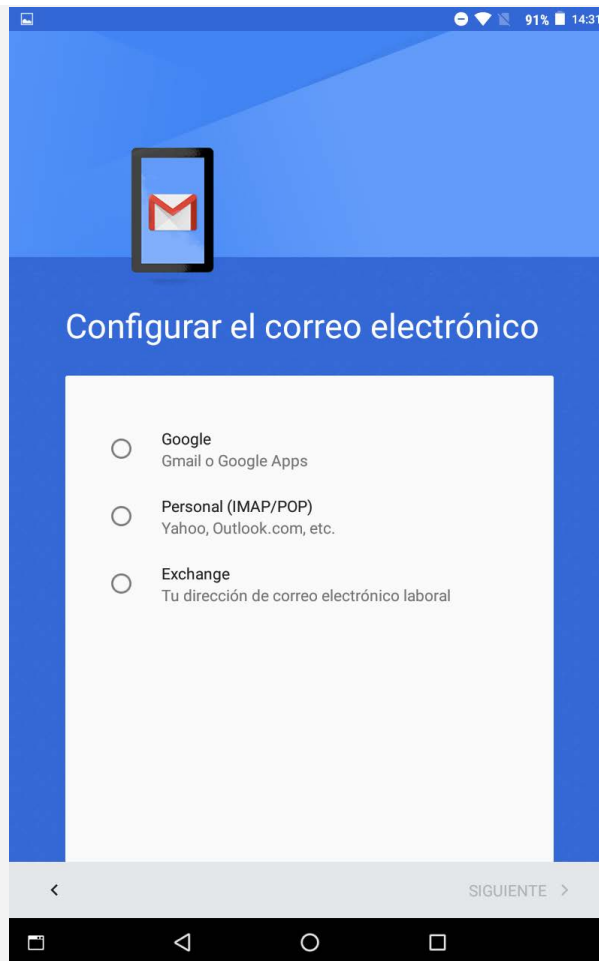 91% 14:31
Configurar el correo electrónico
Google
Gmail o Google Apps
Personal (IMAP/POP)
Yahoo, Outlook.com, etc.
Exchange
Tu dirección de correo electrónico laboral
SIGUIENTE